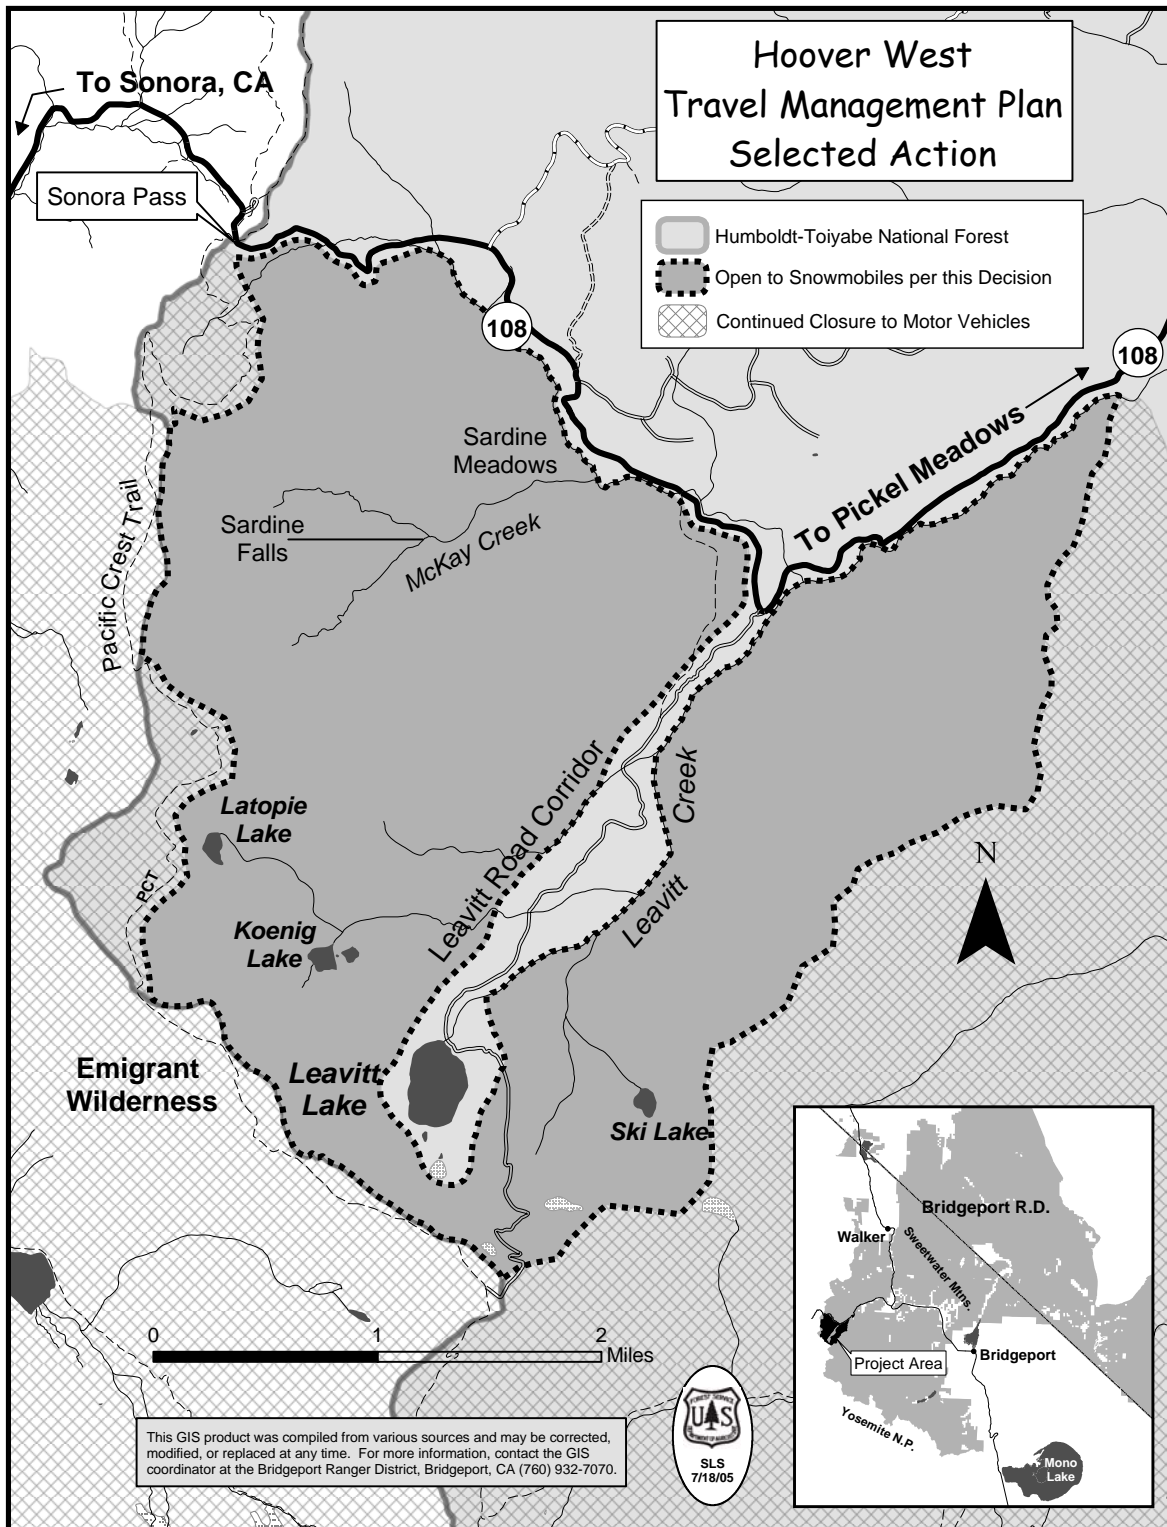 Hoover West
Travel Management Plan
Selected Action
To Sonora, CA
Sonora Pass
Humboldt-Toiyabe National Forest
Open to Snowmobiles per this Decision
Continued Closure to Motor Vehicles
108
108
To Pickel Meadows
Sardine
Meadows
Sardine
Falls
McKay Creek
Pacific Crest Trail
Leavitt Road Corridor
Creek
Leavitt
Latopie
Lake
PCT
Koenig
Lake
N
Emigrant
Wilderness
Leavitt
Lake
Ski Lake
Bridgeport R.D.
Walker
Sweetwater Mtns.
Project Area
Bridgeport
Yosemite N.P.
Mono
Lake
0
1
2
Miles
This GIS product was compiled from various sources and may be corrected,
modified, or replaced at any time. For more information, contact the GIS
coordinator at the Bridgeport Ranger District, Bridgeport, CA (760) 932-7070.
FOREST SERVICE
U S
DEPARTMENT OF AGRICULTURE
SLS
7/18/05